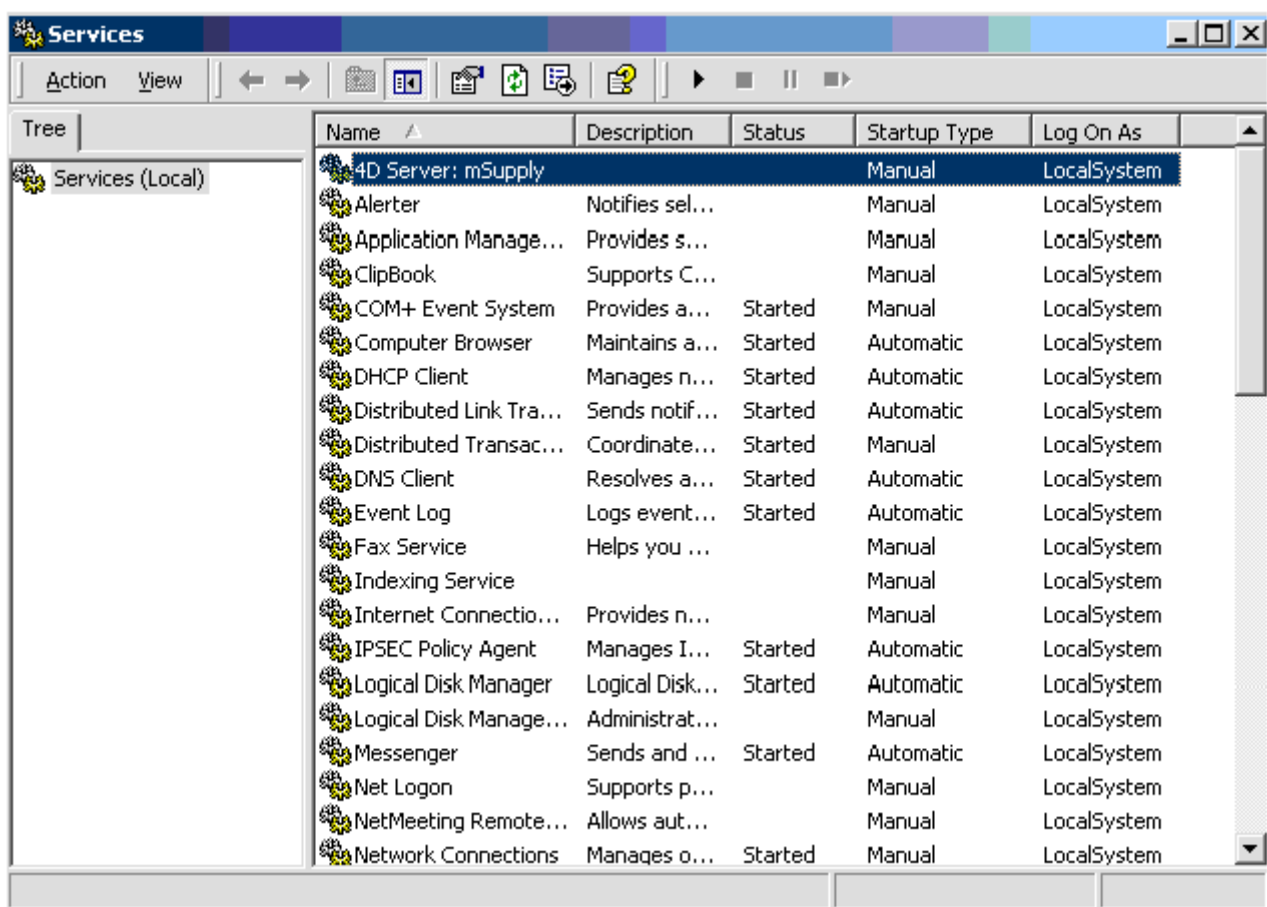 Services
Action View
Tree
Name Description Status Startup Type Log On As
Services (Local)
4D Server: mSupply Manual LocalSystem
Alerter Notifies sel... Manual LocalSystem
Application Manage... Provides s... Manual LocalSystem
ClipBook Supports C... Manual LocalSystem
COM+ Event System Provides a... Started Manual LocalSystem
Computer Browser Maintains a... Started Automatic LocalSystem
DHCP Client Manages n... Started Automatic LocalSystem
Distributed Link Tra... Sends notif... Started Automatic LocalSystem
Distributed Transac... Coordinate... Started Manual LocalSystem
DNS Client Resolves a... Started Automatic LocalSystem
Event Log Logs event... Started Automatic LocalSystem
Fax Service Helps you ... Manual LocalSystem
Indexing Service Manual LocalSystem
Internet Connectio... Provides n... Manual LocalSystem
IPSEC Policy Agent Manages I... Started Automatic LocalSystem
Logical Disk Manager Logical Disk... Started Automatic LocalSystem
Logical Disk Manage... Administrat... Manual LocalSystem
Messenger Sends and ... Started Automatic LocalSystem
Net Logon Supports p... Manual LocalSystem
NetMeeting Remote... Allows aut... Manual LocalSystem
Network Connections Manages o... Started Manual LocalSystem